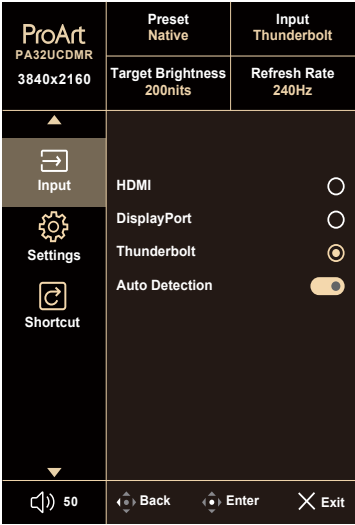 ProArt
PA32UCDMR
3840x2160
Preset
Native
Input
Thunderbolt
Target Brightness
200nits
Refresh Rate
240Hz
Input
Settings
Shortcut
HDMI
DisplayPort
Thunderbolt
Auto Detection
50
Back
Enter
Exit